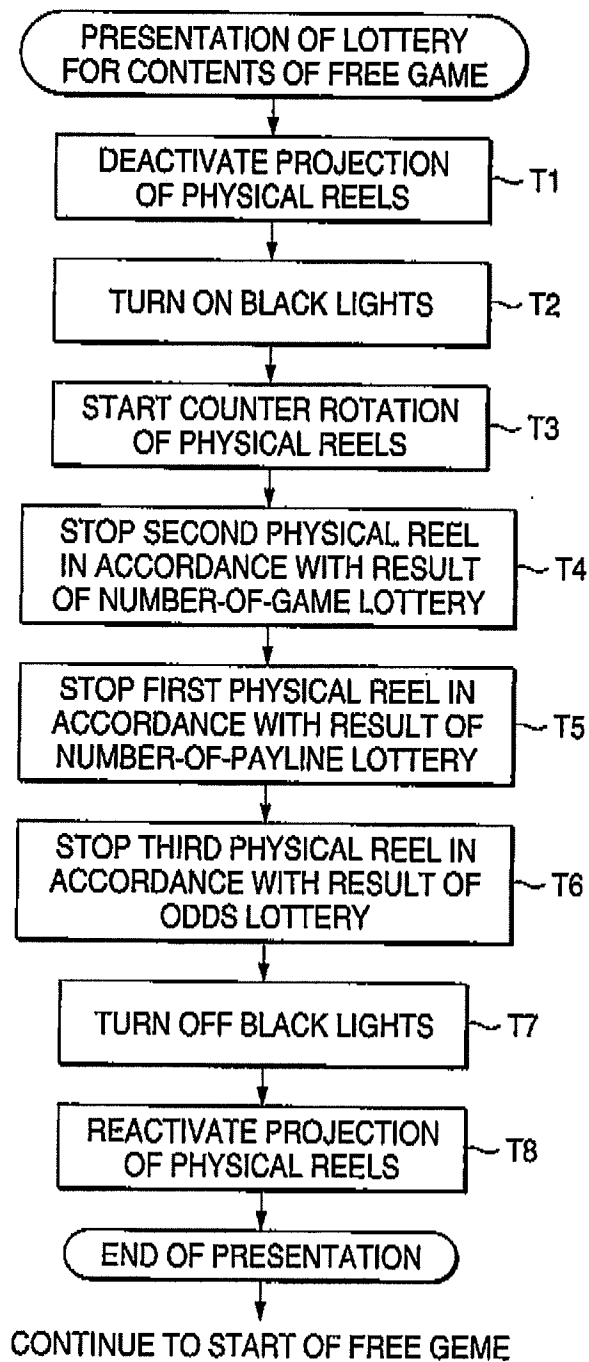 PRESENTATION OF LOTTERY
FOR CONTENTS OF FREE GAME
DEACTIVATE PROJECTION
OF PHYSICAL REELS
T1
TURN ON BLACK LIGHTS
T2
START COUNTER ROTATION
OF PHYSICAL REELS
T3
STOP SECOND PHYSICAL REEL
IN ACCORDANCE WITH RESULT
OF NUMBER-OF-GAME LOTTERY
T4
STOP FIRST PHYSICAL REEL IN
ACCORDANCE WITH RESULT OF
NUMBER-OF-PAYLINE LOTTERY
T5
STOP THIRD PHYSICAL REEL IN
ACCORDANCE WITH RESULT OF
ODDS LOTTERY
T6
TURN OFF BLACK LIGHTS
T7
REACTIVATE PROJECTION
OF PHYSICAL REELS
T8
END OF PRESENTATION
CONTINUE TO START OF FREE GEME